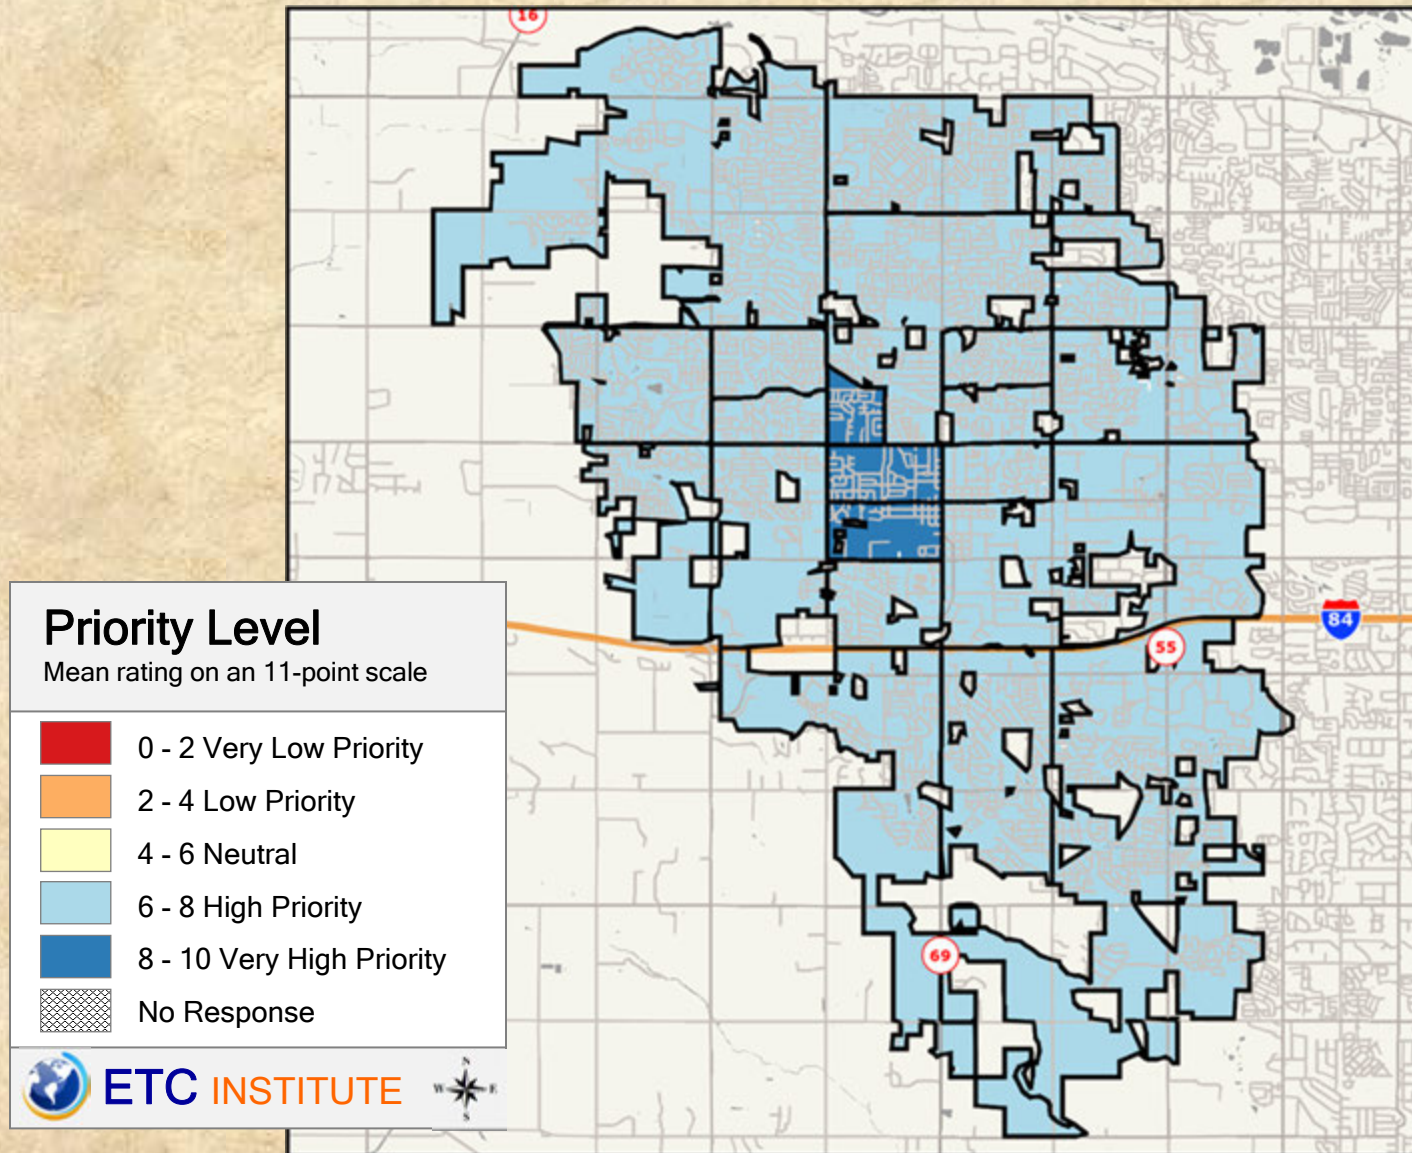 16
84
55
69
Priority Level
Mean rating on an 11-point scale
0 - 2 Very Low Priority
2 - 4 Low Priority
4 - 6 Neutral
6 - 8 High Priority
8 - 10 Very High Priority
No Response
ETC INSTITUTE
N
W E
S